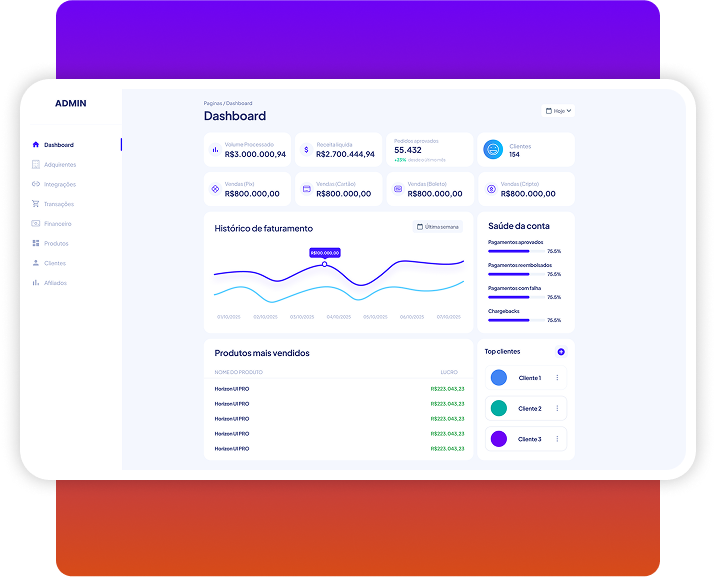 ADMIN
Dashboard
Adquirentes
Integrações
Transações
Financeiro
Produtos
Clientes
Afiliados
Paginas / Dashboard
Dashboard
Hoje
Volume Processado
R$3.000.000,94
Receita líquida
R$2.700.444,94
Pedidos aprovados
55.432
+23%
Clientes
154
Vendas (Pix)
R$800.000,00
Vendas (Cartão)
R$800.000,00
Vendas (Boleto)
R$800.000,00
Vendas (Cripto)
R$800.000,00
Histórico de faturamento
Última semana
R$100.000,00
01/10/2025 02/10/2025 03/10/2025 04/10/2025 05/10/2025 06/10/2025 07/10/2025
Saúde da conta
Pagamentos aprovados
75.5%
Pagamentos reembolsados
75.5%
Pagamentos com falha
75.5%
Chargebacks
75.5%
Produtos mais vendidos
NOME DO PRODUTO LUCRO
Horizon UI PRO R$223,043,23
Horizon UI PRO R$223,043,23
Horizon UI PRO R$223,043,23
Horizon UI PRO R$223,043,23
Horizon UI PRO R$223,043,23
Top clientes
Cliente 1
Cliente 2
Cliente 3